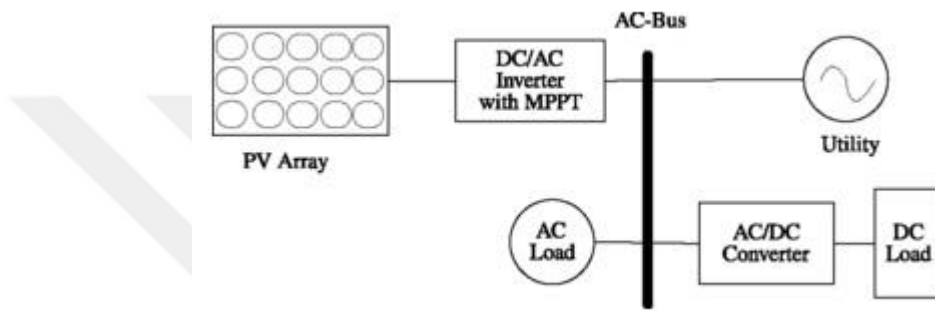 AC-Bus
DC/AC
Inverter
with MPPT
PV Array
Utility
AC
Load
AC/DC
Converter
DC
Load